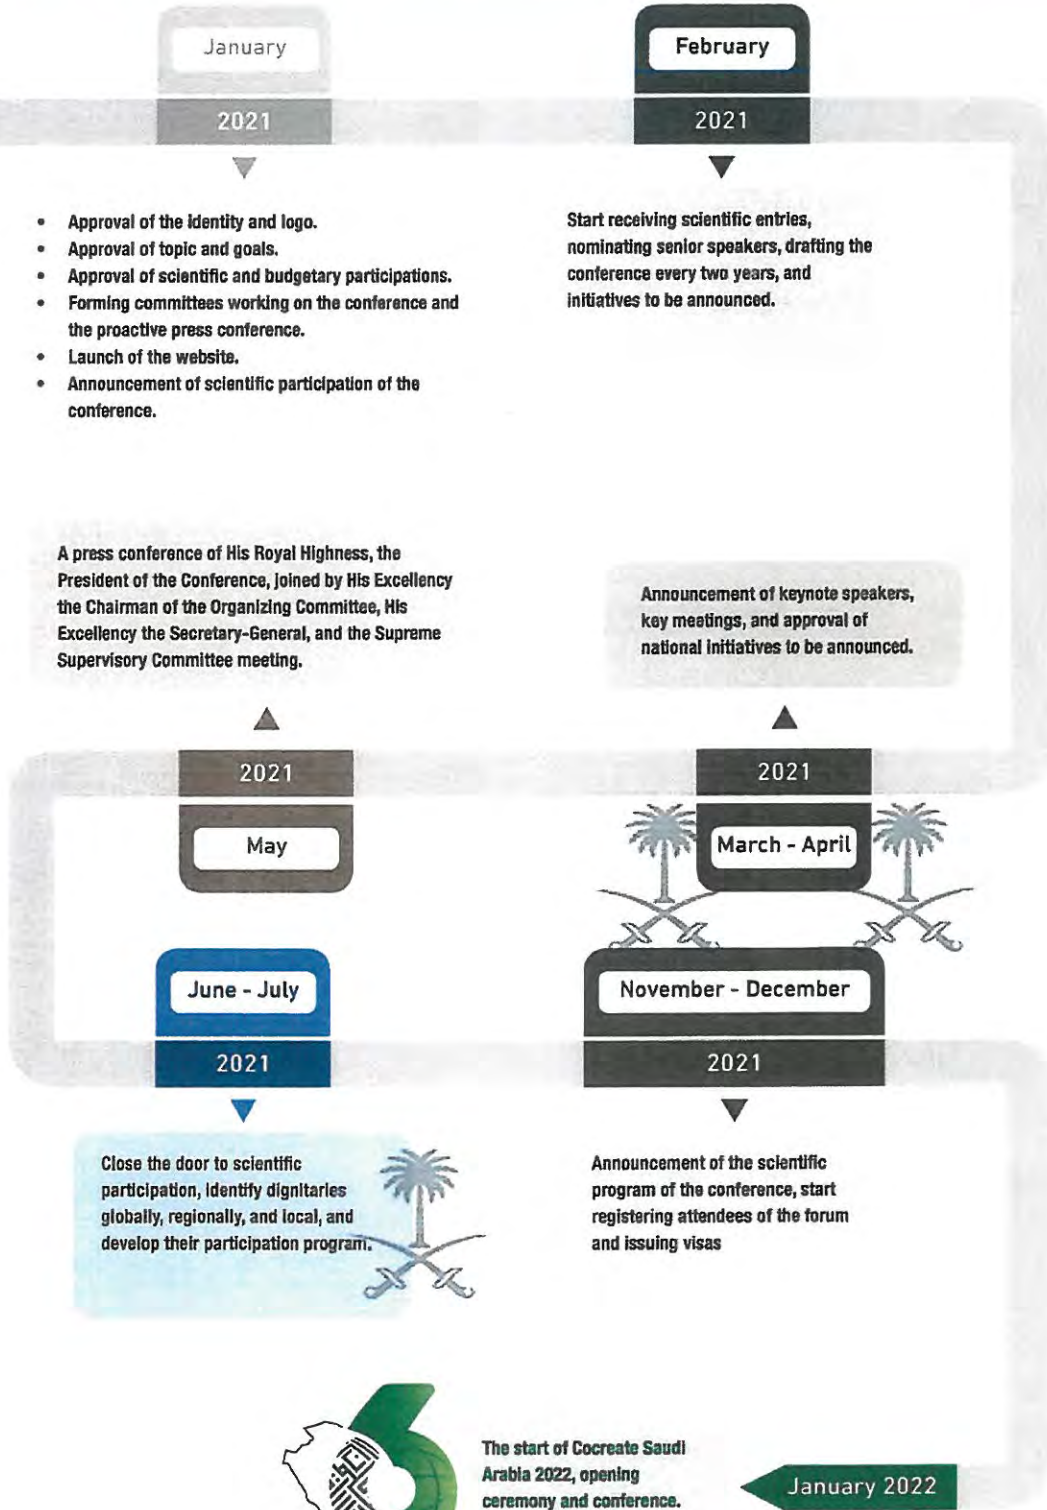 January
2021
• Approval of the identity and logo.
• Approval of topic and goals.
• Approval of scientific and budgetary participations.
• Forming committees working on the conference and
the proactive press conference.
• Launch of the website.
• Announcement of scientific participation of the
conference.
February
2021
Start receiving scientific entries,
nominating senior speakers, drafting the
conference every two years, and
initiatives to be announced.
Announcement of keynote speakers,
key meetings, and approval of
national initiatives to be announced.
2021
March - April
A press conference of His Royal Highness, the
President of the Conference, joined by His Excellency
the Chairman of the Organizing Committee, His
Excellency the Secretary-General, and the Supreme
Supervisory Committee meeting.
2021
May
June - July
2021
Close the door to scientific
participation, identify dignitaries
globally, regionally, and local, and
develop their participation program.
November - December
2021
Announcement of the scientific
program of the conference, start
registering attendees of the forum
and issuing visas
6
The start of Cocreate Saudi
Arabia 2022, opening
ceremony and conference.
January 2022